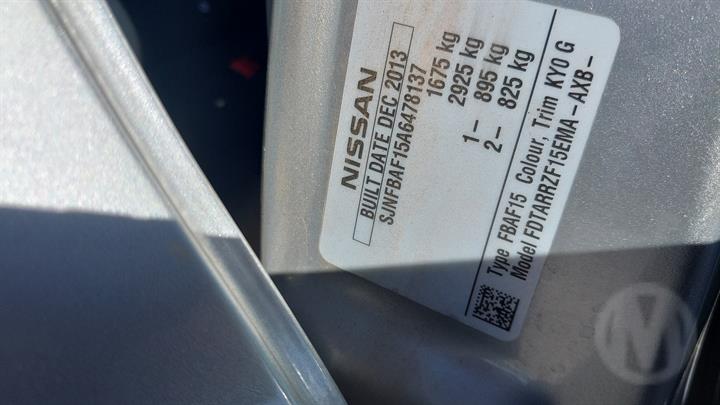 NISSAN
BUILT DATE DEC 2013
SJNFBAF15A6478137
1675 kg
2925 kg
1- 895 kg
2- 825 kg
Type FBAF15 Colour, Trim KY0 G
Model FDTARRZF15EMA-AXB-
M